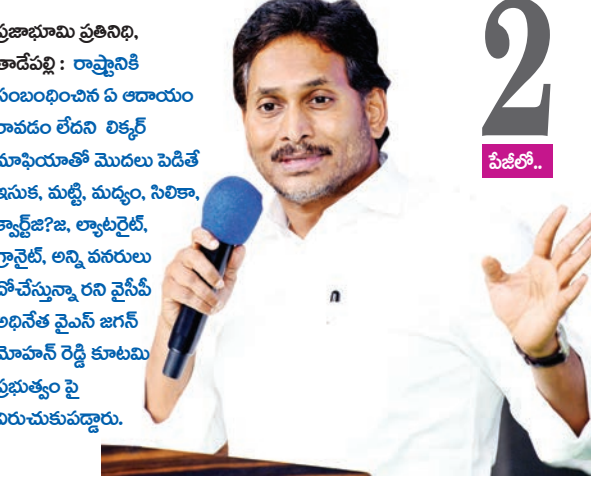 ప్రజాభూమి ప్రతినిధి,
తాడేపల్లి : రాష్ట్రానికి
సంబంధించిన ఏ ఆదాయం
రావడం లేదని లిక్కర్
మాఫియాతో మొదలు పెడితే
ఇసుక, మట్టి, మద్యం, సిలికా,
క్వార్ట్‌జి?జ, ల్యాటరైట్,
గ్రానైట్, అన్ని వనరులు
దోచేస్తున్నా రని వైసీపీ
అధినేత వైఎస్ జగన్
మోహన్ రెడ్డి కూటమి
ప్రభుత్వం పై
విరుచుకుపడ్డారు.
2
పేజీలో..